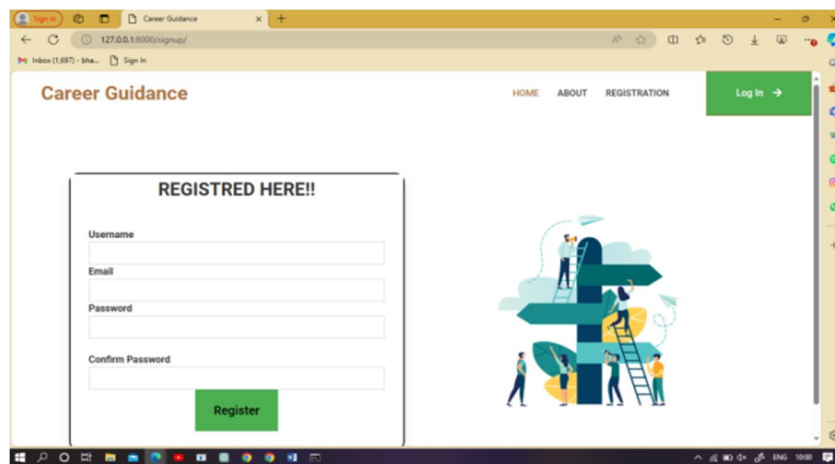 Sign in
Career Guidance
127.0.0.1:8000/signup/
Inbox (1,697) - bha...
Sign In
Career Guidance
HOME ABOUT REGISTRATION Log In
REGISTRED HERE!!
Username
Email
Password
Confirm Password
Register
ENG 10:00